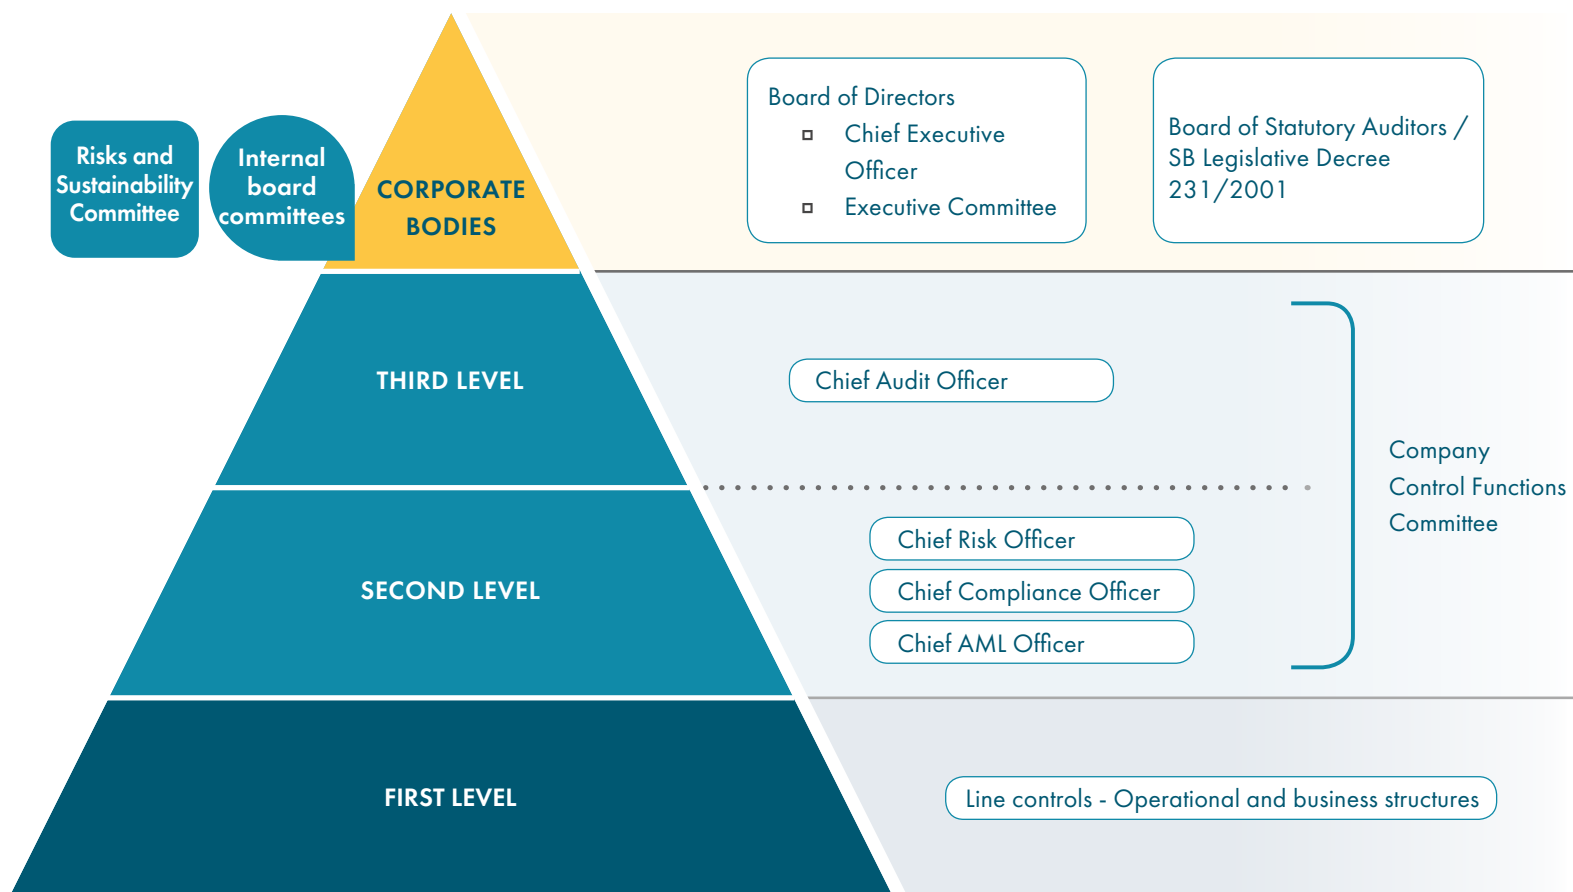 Risks and
Sustainability
Committee
Internal
board
committees
CORPORATE
BODIES
Board of Directors
Chief Executive
Officer
Executive Committee
Board of Statutory Auditors /
SB Legislative Decree
231/2001
THIRD LEVEL
Chief Audit Officer
Company
Control Functions
Committee
SECOND LEVEL
Chief Risk Officer
Chief Compliance Officer
Chief AML Officer
FIRST LEVEL
Line controls - Operational and business structures